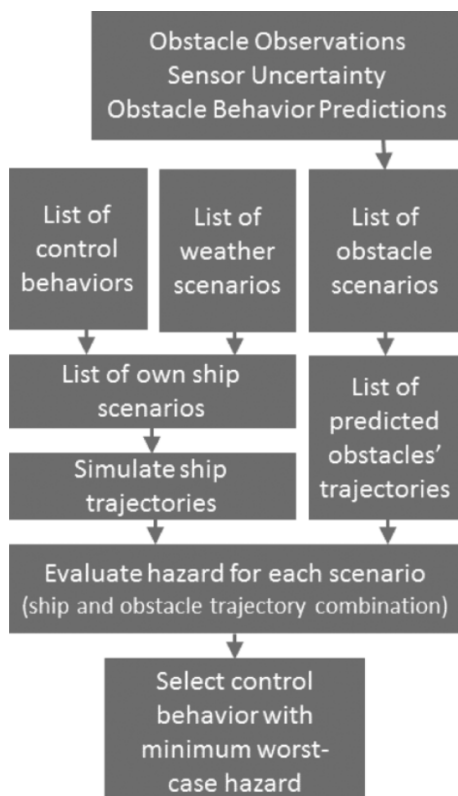 Obstacle Observations
Sensor Uncertainty
Obstacle Behavior Predictions
List of
control
behaviors
List of
weather
scenarios
List of
obstacle
scenarios
List of own ship
scenarios
Simulate ship
trajectories
List of
predicted
obstacles’
trajectories
Evaluate hazard for each scenario
(ship and obstacle trajectory combination)
Select control
behavior with
minimum worst-
case hazard